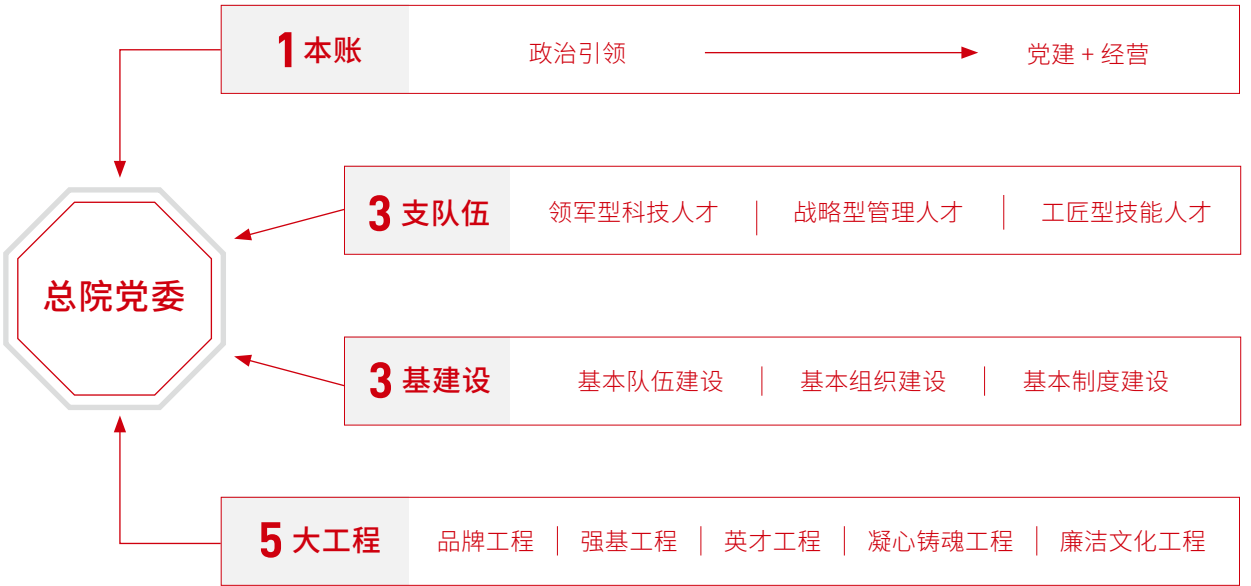 1本账 政治引领 党建 + 经营
3支队伍 领军型科技人才 战略型管理人才 工匠型技能人才
总院党委
3基建设 基本队伍建设 基本组织建设 基本制度建设
5大工程 品牌工程 强基工程 英才工程 凝心铸魂工程 廉洁文化工程